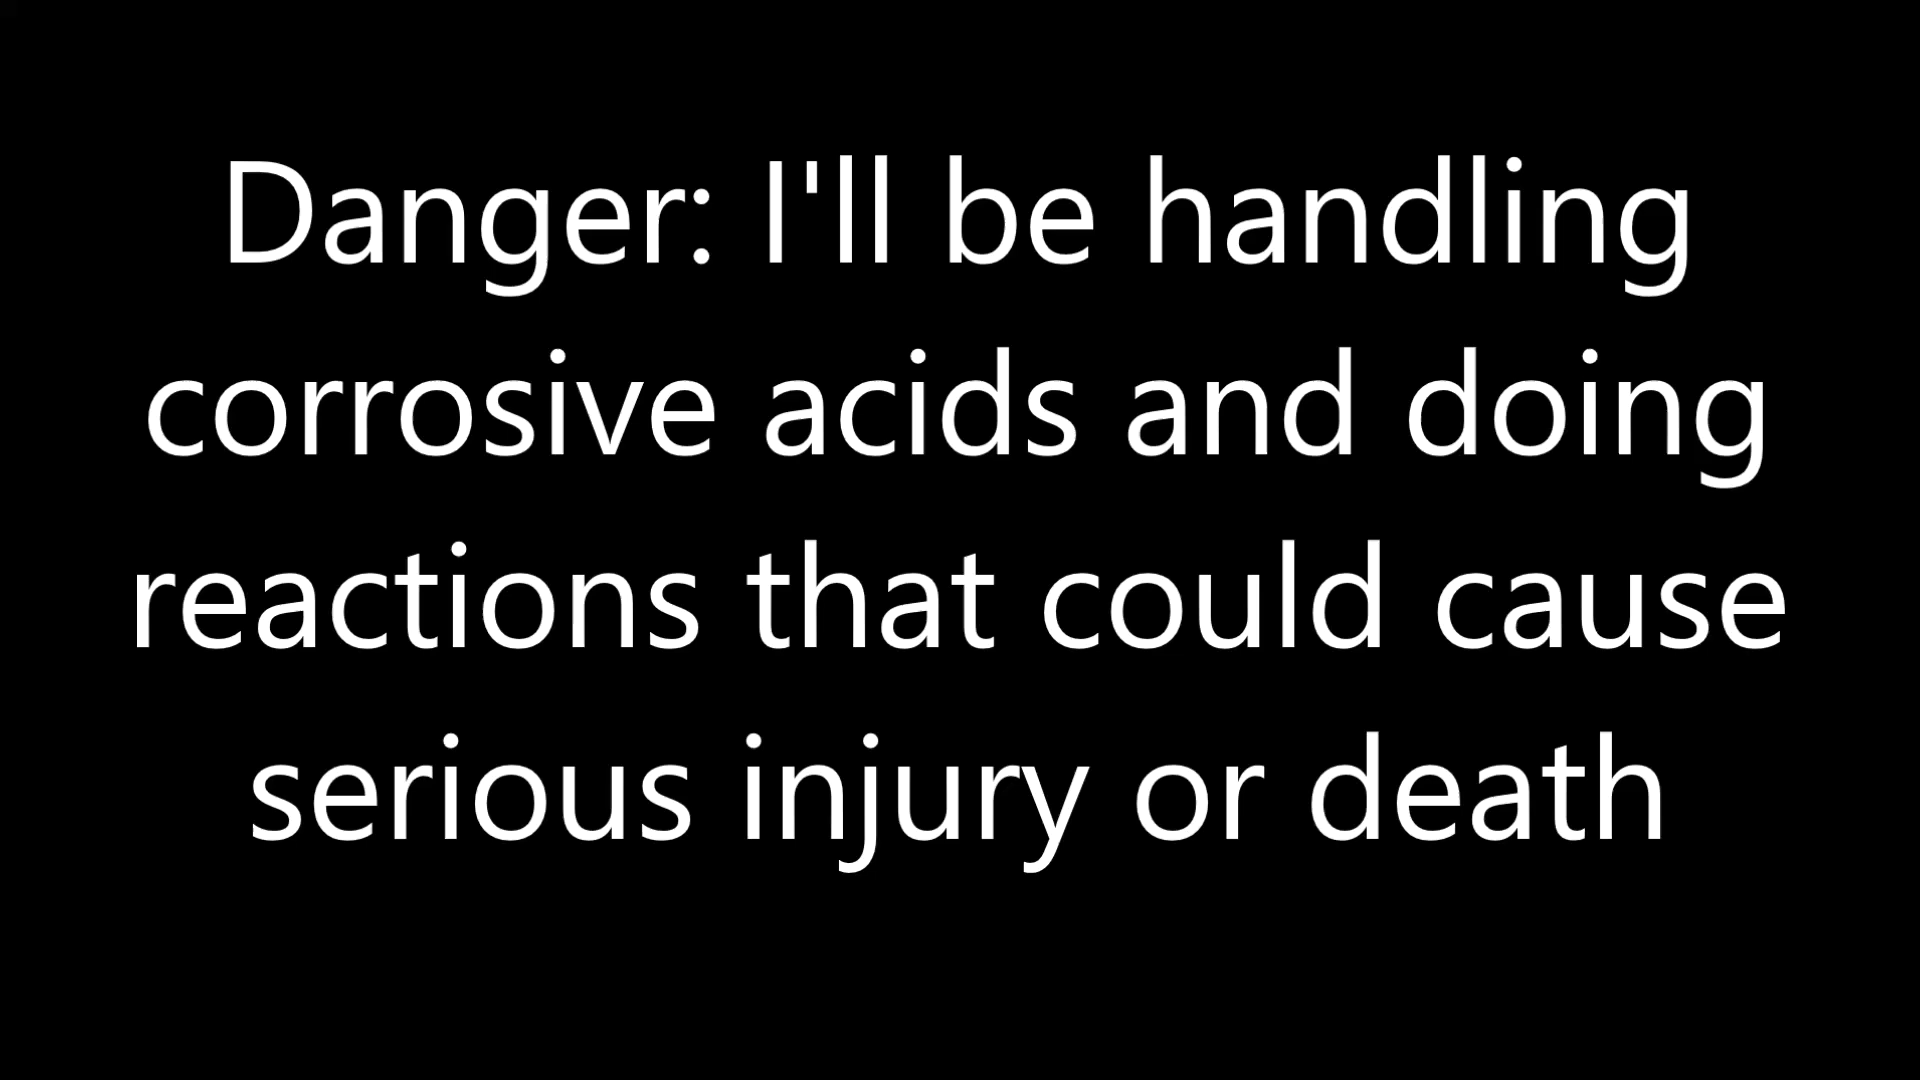 Danger: I'll be handling
corrosive acids and doing
reactions that could cause
serious injury or death